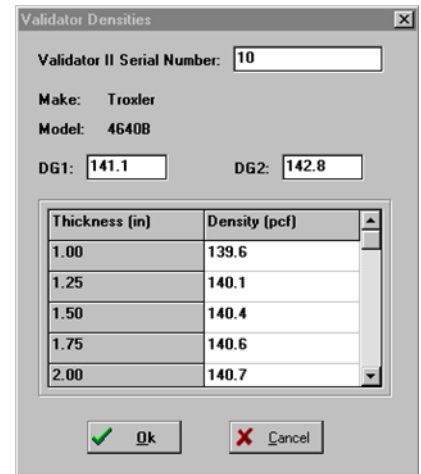 Validator Densities
Validator II Serial Number: 10
Make: Troxler
Model: 4640B
DG1: 141.1 DG2: 142.8
Thickness (in) Density (pcf)
1.00 139.6
1.25 140.1
1.50 140.4
1.75 140.6
2.00 140.7
Ok Cancel